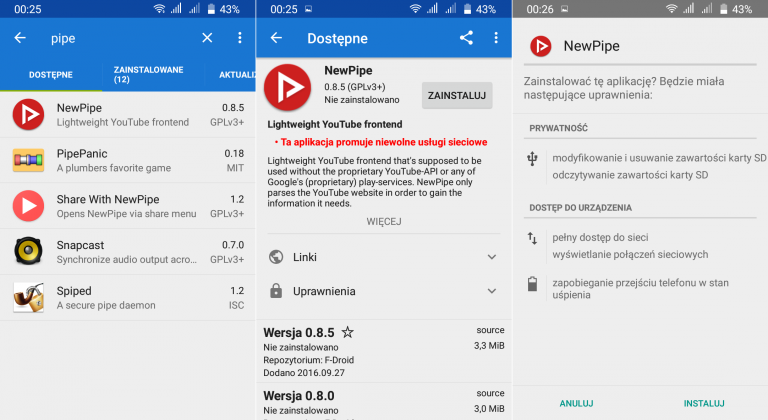 00:25
43%
pipe
DOSTĘPNE
ZAINSTALOWANE
(12)
AKTUALI
NewPipe
0.8.5
Lightweight YouTube frontend
GPLv3+
PipePanic
0.18
A plumbers favorite game
MIT
Share With NewPipe
1.2
Opens NewPipe via share menu
GPLv3+
Snapcast
0.7.0
Synchronize audio output acro...
GPLv3+
Spiped
1.2
A secure pipe daemon
ISC
00:25
43%
Dostępne
NewPipe
0.8.5 (GPLv3+)
Nie zainstalowano
ZAINSTALUJ
Lightweight YouTube frontend
• Ta aplikacja promuje niewolne usługi sieciowe
Lightweight YouTube frontend that's supposed to be
used without the proprietary YouTube-API or any of
Google's (proprietary) play-services. NewPipe only
parses the YouTube website in order to gain the
information it needs.
WIĘCEJ
Linki
Uprawnienia
Wersja 0.8.5
source
Nie zainstalowano
3,3 MiB
Repozytorium: F-Droid
Dodano 2016.09.27
Wersja 0.8.0
source
Nie zainstalowano
3,0 MiB
00:26
43%
NewPipe
Zainstalować tę aplikację? Będzie miała
następujące uprawnienia:
PRYWATNOŚĆ
modyfikowanie i usuwanie zawartości karty SD
odczytywanie zawartości karty SD
DOSTĘP DO URZĄDZENIA
pełny dostęp do sieci
wyświetlanie połączeń sieciowych
zapobieganie przejściu telefonu w stan
uśpienia
ANULUJ
INSTALUJ